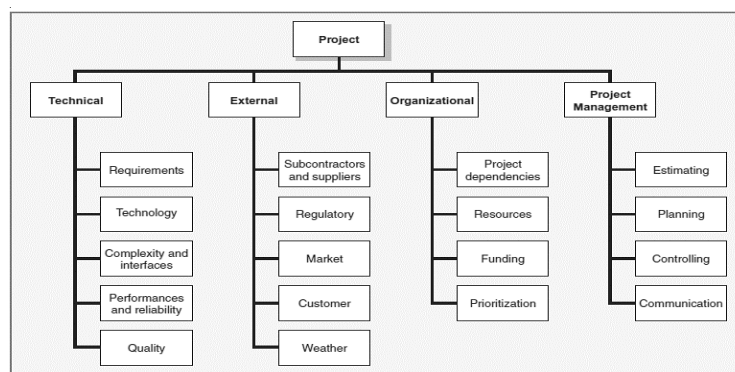 Project
Technical
External
Organizational
Project
Management
Requirements
Technology
Complexity and
interfaces
Performances
and reliability
Quality
Subcontractors
and suppliers
Regulatory
Market
Customer
Weather
Project
dependencies
Resources
Funding
Prioritization
Estimating
Planning
Controlling
Communication